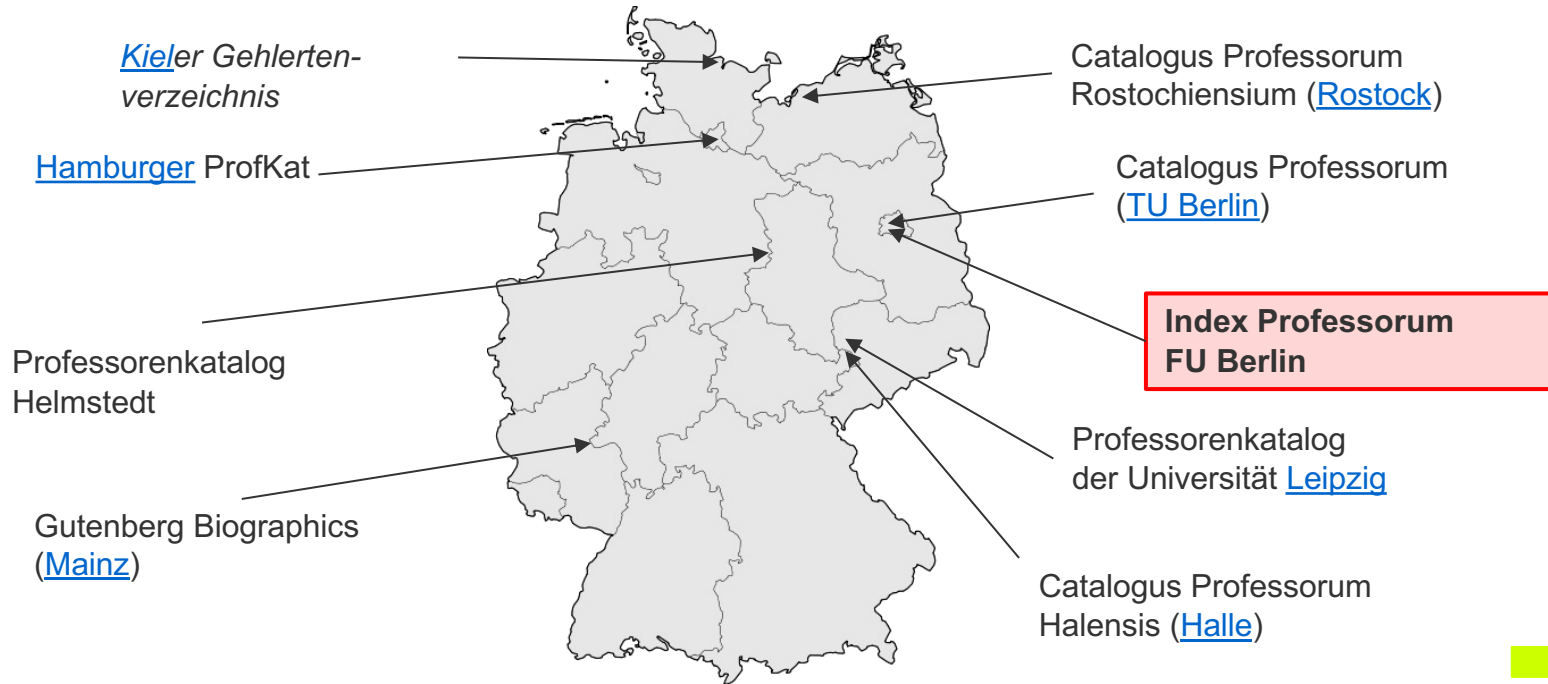 Kieler Gehlerten-
verzeichnis
Hamburger ProfKat
Professorenkatalog
Helmstedt
Gutenberg Biographics
(Mainz)
Catalogus Professorum
Rostochiensium (Rostock)
Catalogus Professorum
(TU Berlin)
Index Professorum
FU Berlin
Professorenkatalog
der Universität Leipzig
Catalogus Professorum
Halensis (Halle)